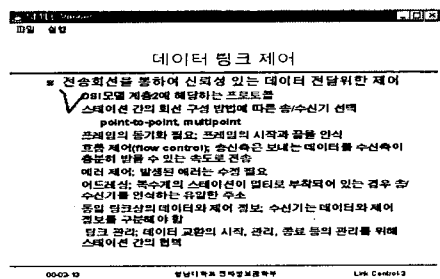 파일 실행
데이터 링크 제어
전송회선을 통하여 신뢰성 있는 데이터 전달위한 제어
OSI모델 계층2에 해당하는 프로토콜
스테이션 간의 회선 구성 방법에 따른 송/수신기 선택
point-to-point, multipoint
프레임의 동기화 필요; 프레임의 시작과 끝을 인식
흐름 제어(flow control); 송신측은 보내는 데이터를 수신측이
충분히 받을 수 있는 속도로 전송
에러 제어; 발생된 에러는 수정 필요
어드레싱; 복수개의 스테이션이 멀티로 부착되어 있는 경우 송/
수신기를 인식하는 유일한 주소
동일 링크상의 데이터와 제어 정보; 수신기는 데이터와 제어
정보를 구분해야 함
링크 관리; 데이터 교환의 시작, 관리, 종료 등의 관리를 위해
스테이션 간의 협력
00-03-13
Link Control-3